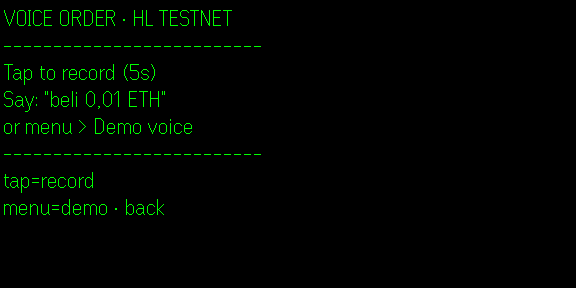 VOICE ORDER · HL TESTNET
--------------------------
Tap to record (5s)
Say: "beli 0,01 ETH"
or menu > Demo voice
--------------------------
tap=record
menu=demo · back